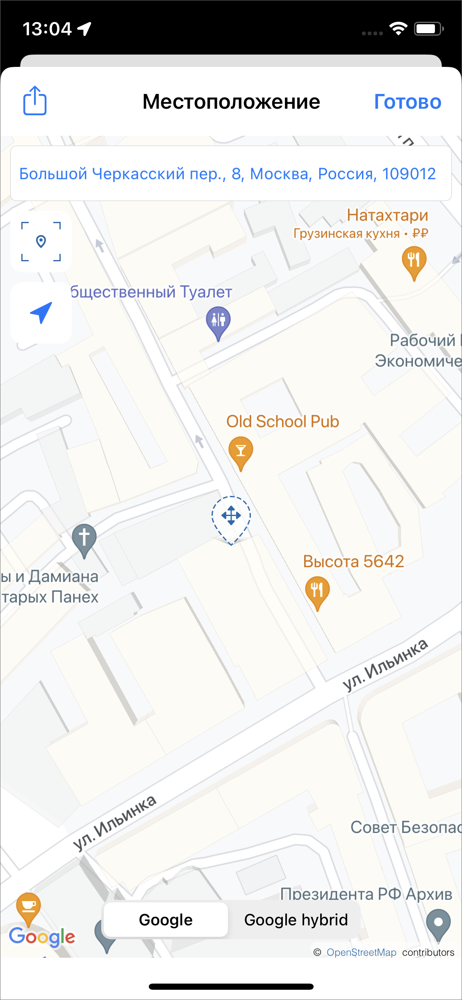 13:04
Местоположение
Готово
Большой Черкасский пер., 8, Москва, Россия, 109012
Натахтари
Грузинская кухня • ₽₽
бщественный Туалет
Рабочий
Экономиче
Old School Pub
Высота 5642
ы и Дамиана
тарых Панех
ул. Ильинка
ул. Ильинка
Совет Безопас
Президента РФ Архив
Google
Google hybrid
Google
© OpenStreetMap contributors